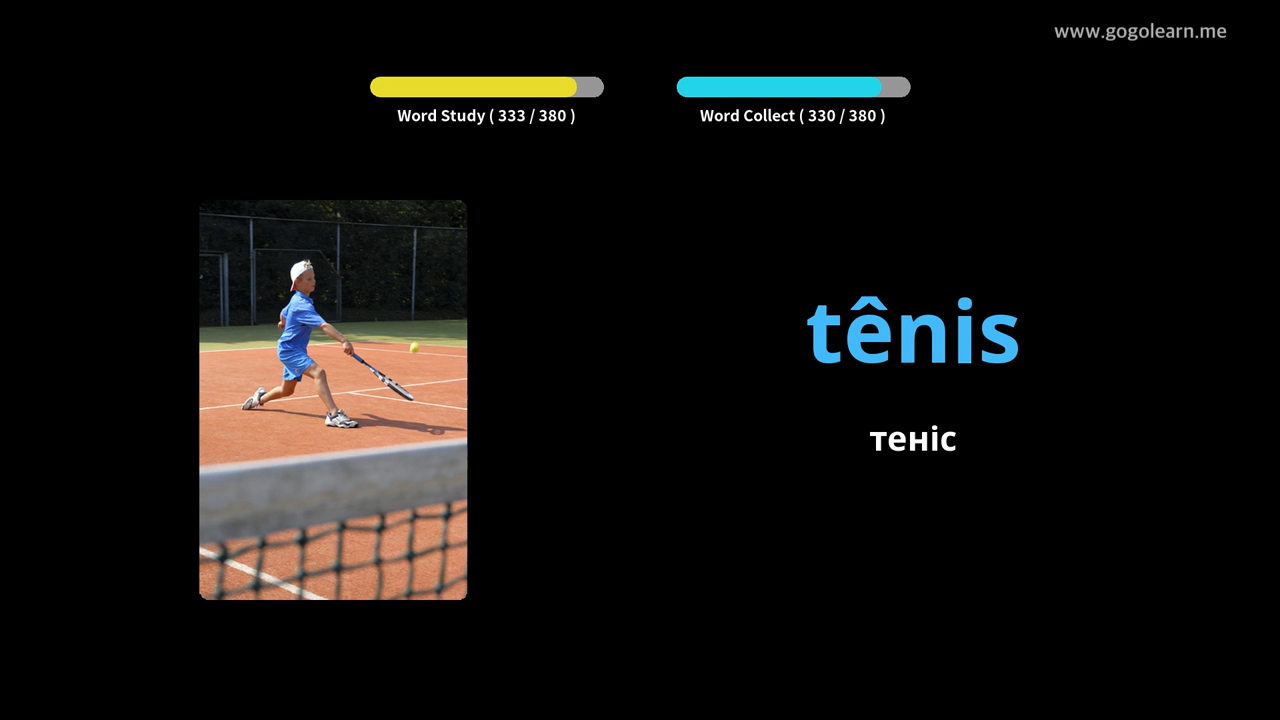 www.gogolearn.me
Word Study ( 333 / 380 )
Word Collect ( 330 / 380 )
tênis
теніс